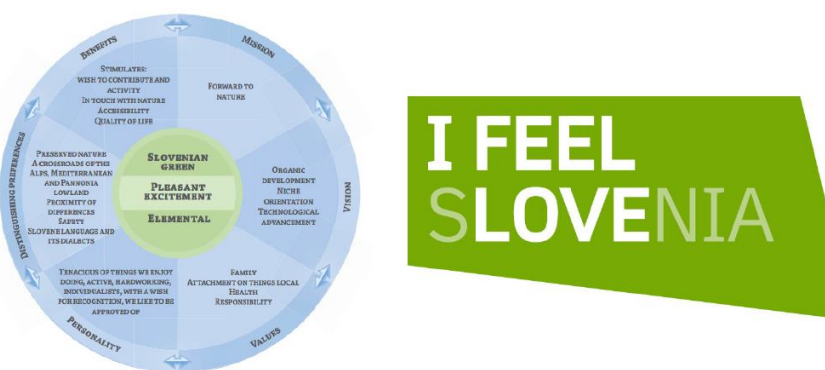 BENEFITS
STIMULATES:
WISH TO CONTRIBUTE AND
ACTIVITY
IN TOUCH WITH NATURE
ACCESSIBILITY
QUALITY OF LIFE
MISSION
FORWARD TO
NATURE
DISTINGUISHING PREFERENCES
PRESERVED NATURE
A CROSSROADS OF THE
ALPS, MEDITERRANEAN
AND PANNONIA
LOWLAND
PROXIMITY OF
DIFFERENCES
SAFETY
SLOVENE LANGUAGE AND
ITS DIALECTS
SLOVENIAN
GREEN
PLEASANT
EXCITEMENT
ELEMENTAL
ORGANIC
DEVELOPMENT
NICHE
ORIENTATION
TECHNOLOGICAL
ADVANCEMENT
VISION
TENACIOUS OF THINGS WE ENJOY
DOING, ACTIVE, HARDWORKING,
INDIVIDUALISTS, WITH A WISH
FOR RECOGNITION, WE LIKE TO BE
APPROVED OF
PERSONALITY
FAMILY
ATTACHMENT ON THINGS LOCAL
HEALTH
RESPONSIBILITY
VALUES
I FEEL
SLOVENIA